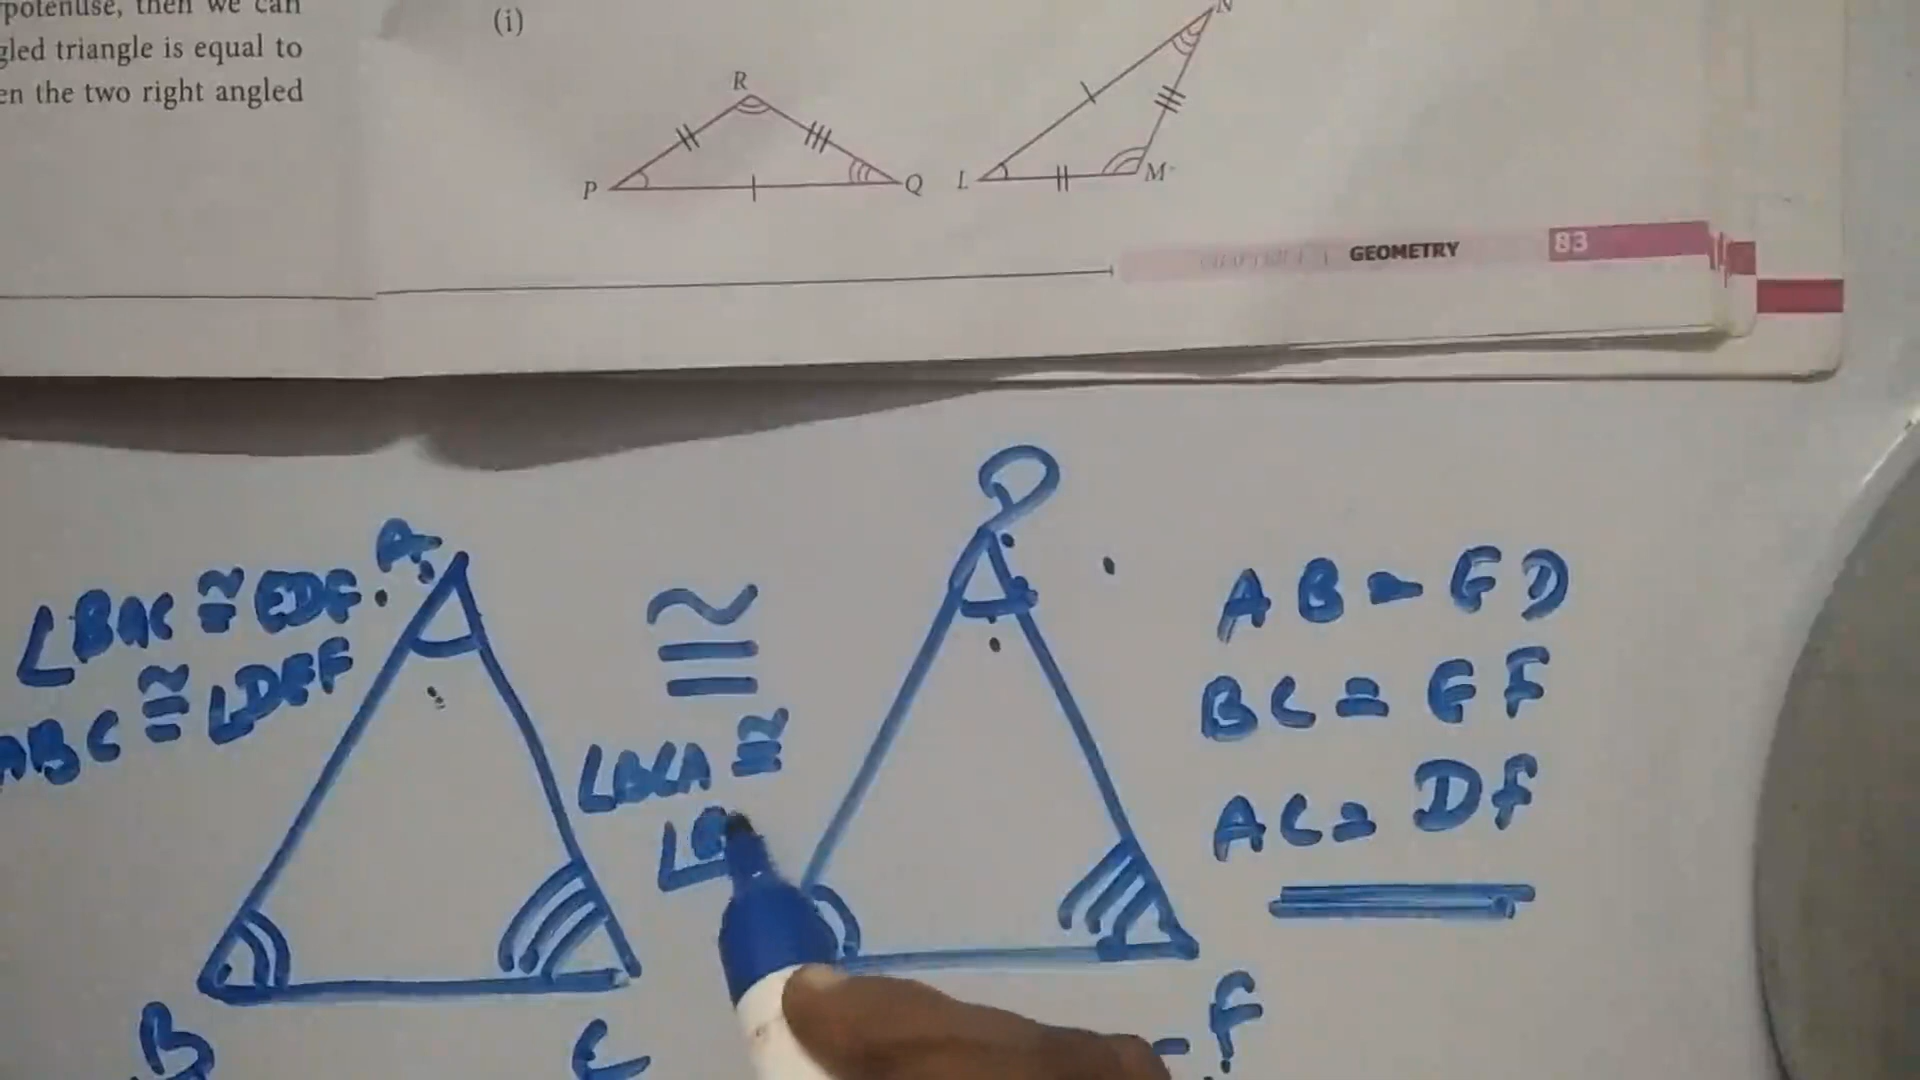 potenuse, then we can
gled triangle is equal to
en the two right angled
(i)
R
P
Q
N
L
M
GEOMETRY 83
A
D
∠BAC ≅ EDF
ABC ≅ ∠DEF
≅
∠BCA ≅
∠
AB = ED
BC = EF
AC = DF
B
C
F